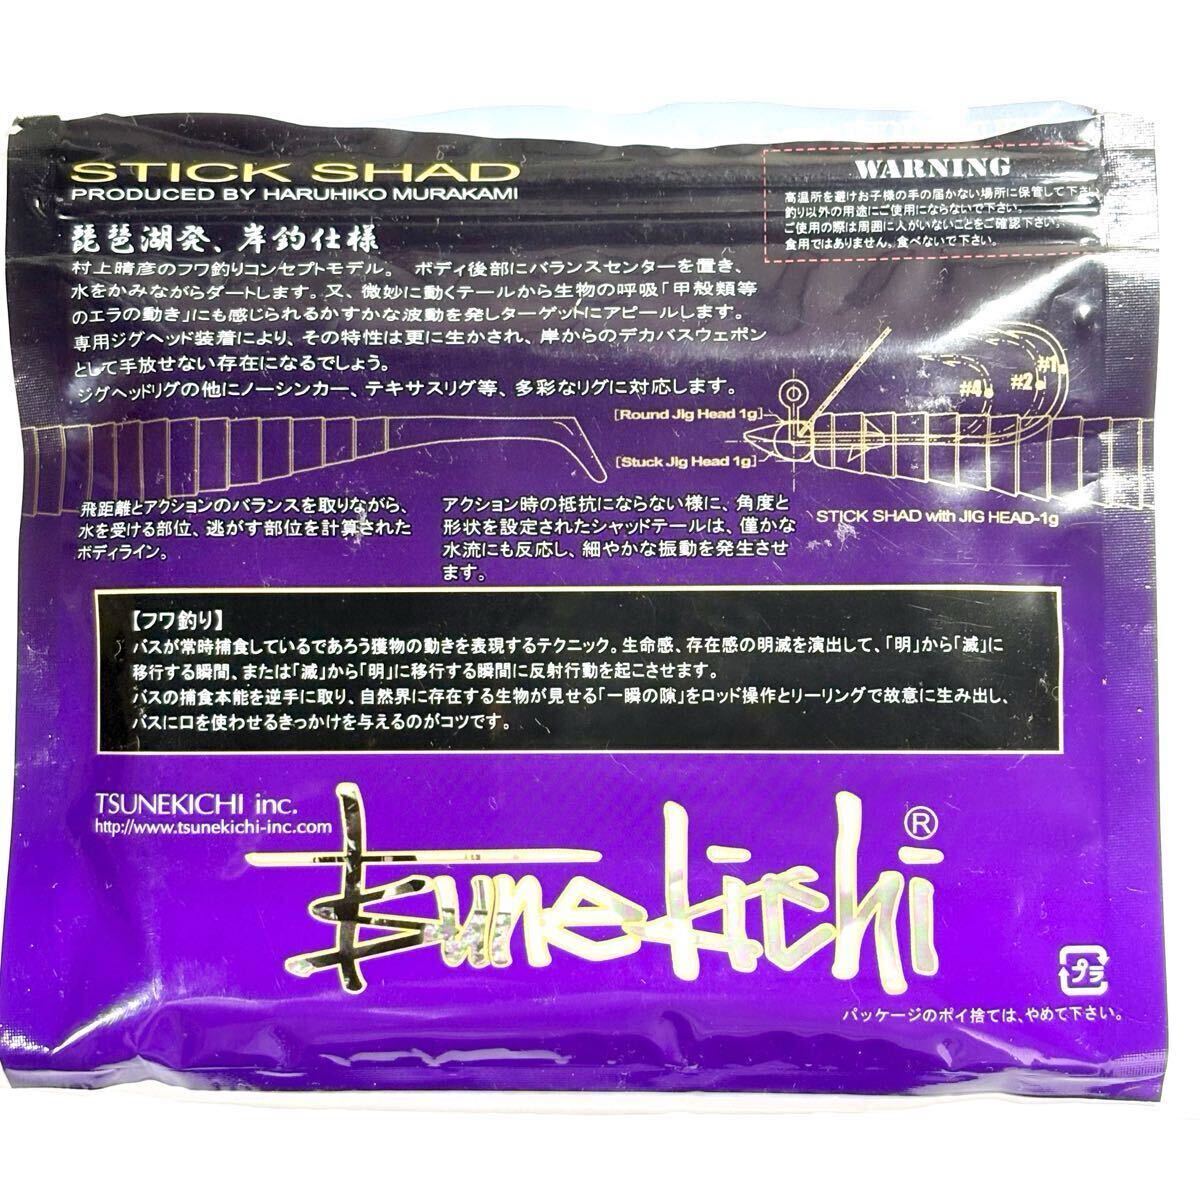 STICK SHAD
PRODUCED BY HARUHIKO MURAKAMI
琵琶湖発、岸釣仕様
村上晴彦のフワ釣りコンセプトモデル。 ボディ後部にバランスセンターを置き、
水をかみながらダートします。又、微妙に動くテールから生物の呼吸「甲殻類等
のエラの動き」にも感じられるかすかな波動を発しターゲットにアピールします。
専用ジグヘッド装着により、その特性は更に生かされ、岸からのデカバスウェポン
として手放せない存在になるでしょう。
ジグヘッドリグの他にノーシンカー、テキサスリグ等、多彩なリグに対応します。
WARNING
高温所を避けお子様の手の届かない場所に保管して下さい。
釣り以外の用途にご使用にならないで下さい。
ご使用の際は周囲に人がいないことをご確認下さい。
食用ではありません。食べないで下さい。
#4 #2 #1
[Round Jig Head 1g]
[Stuck Jig Head 1g]
STICK SHAD with JIG HEAD-1g
飛距離とアクションのバランスを取りながら、
水を受ける部位、逃がす部位を計算された
ボディライン。
アクション時の抵抗にならない様に、角度と
形状を設定されたシャッドテールは、僅かな
水流にも反応し、細やかな振動を発生させ
ます。
【フワ釣り】
バスが常時捕食しているであろう獲物の動きを表現するテクニック。生命感、存在感の明滅を演出して、「明」から「滅」に
移行する瞬間、または「滅」から「明」に移行する瞬間に反射行動を起こさせます。
バスの捕食本能を逆手に取り、自然界に存在する生物が見せる「一瞬の隙」をロッド操作とリーリングで故意に生み出し、
バスに口を使わせるきっかけを与えるのがコツです。
TSUNEKICHI inc.
http://www.tsunekichi-inc.com
Tsunekichi ®
プラ
パッケージのポイ捨ては、やめて下さい。